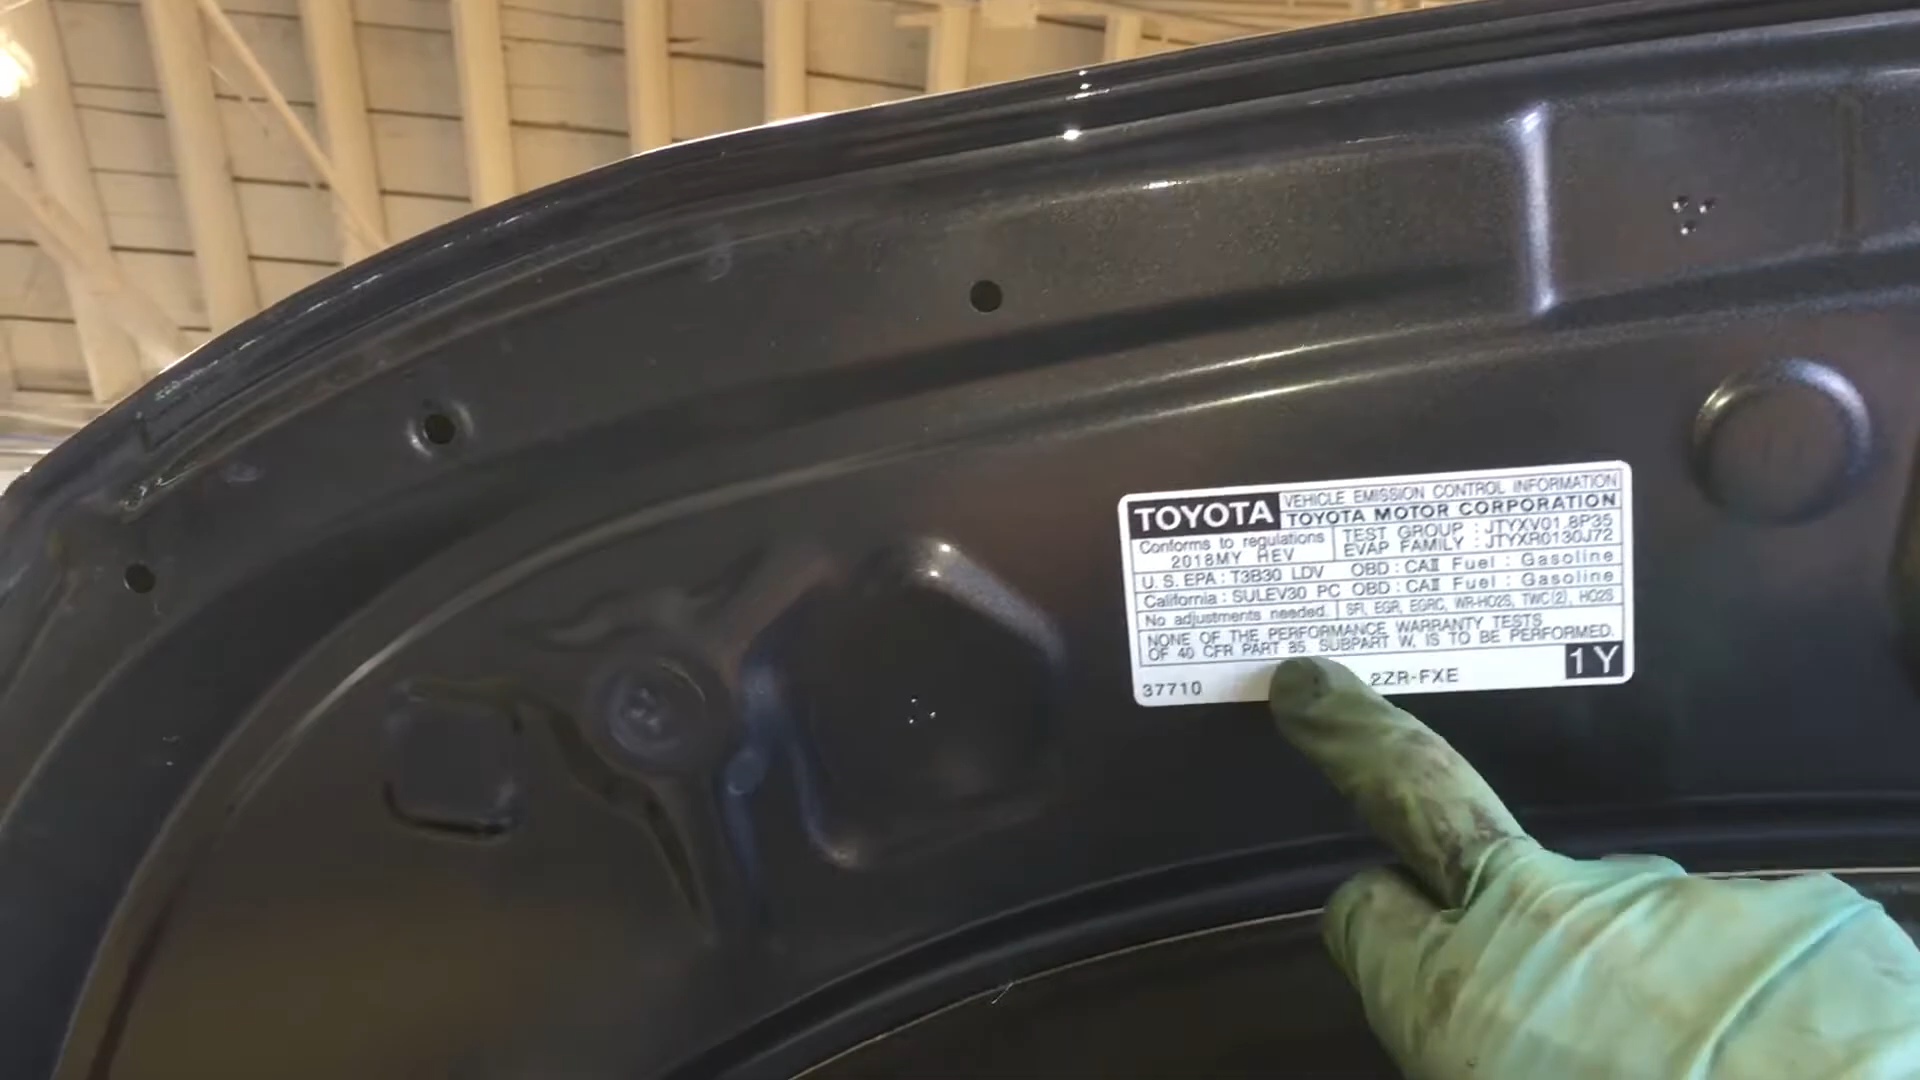 TOYOTA VEHICLE EMISSION CONTROL INFORMATION
TOYOTA MOTOR CORPORATION
Conforms to regulations
2018MY HEV
TEST GROUP : JTYXV01.8P35
EVAP FAMILY : JTYXR0130J72
U.S. EPA : T3B30 LDV OBD : CAⅡ Fuel : Gasoline
California : SULEV30 PC OBD : CAⅡ Fuel : Gasoline
No adjustments needed. SFI, EGR, EGRC, WR-HO2S, TWC(2), HO2S
NONE OF THE PERFORMANCE WARRANTY TESTS
OF 40 CFR PART 85, SUBPART W, IS TO BE PERFORMED.
37710 2ZR-FXE 1Y